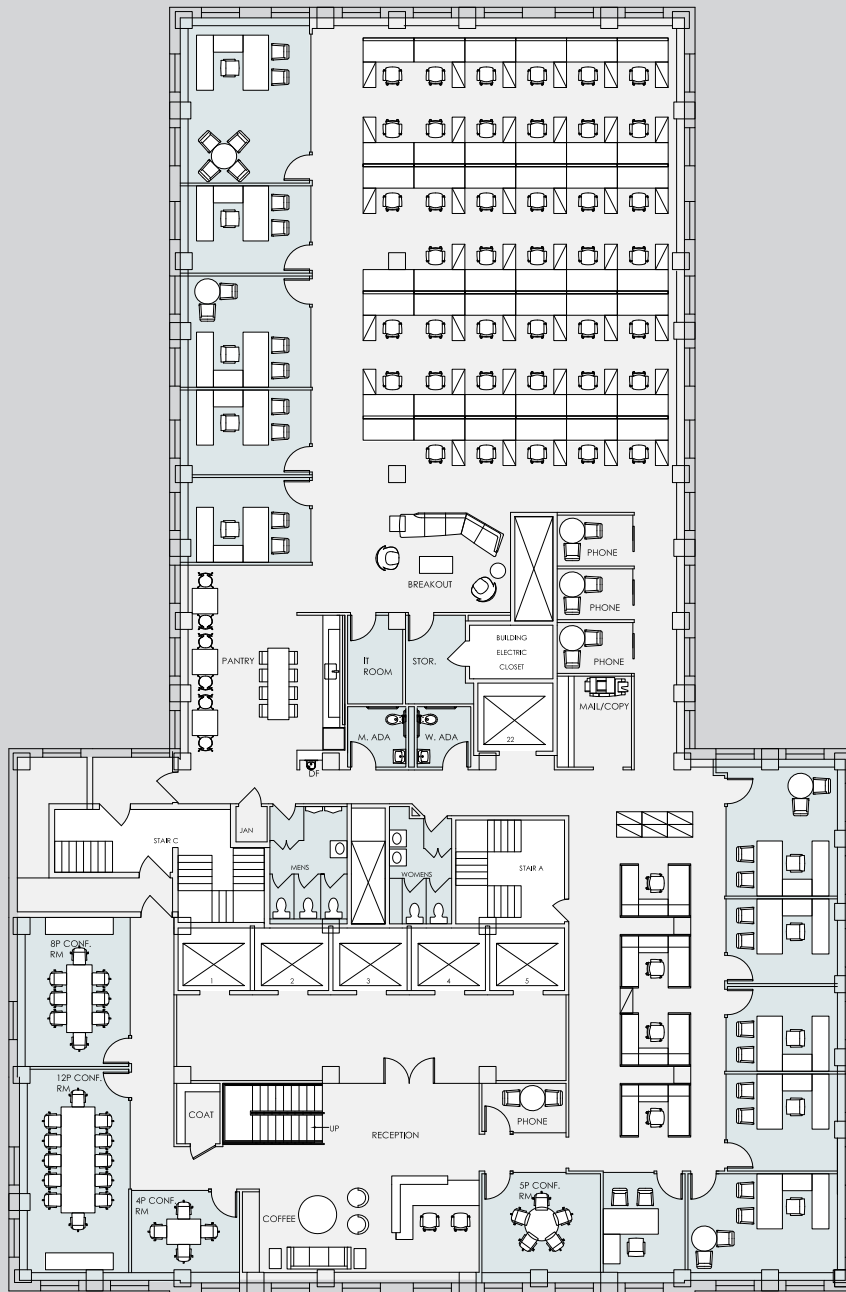 PHONE
BREAKOUT
PHONE
BUILDING
ELECTRIC
CLOSET
PANTRY
IT
ROOM
STOR.
PHONE
MAIL/COPY
M. ADA
W. ADA
22
DF
JAN
STAIR C
MENS
WOMENS
STAIR A
8P CONF.
RM
1
2
3
4
5
12P CONF.
RM
COAT
UP
RECEPTION
PHONE
4P CONF.
RM
COFFEE
5P CONF.
RM